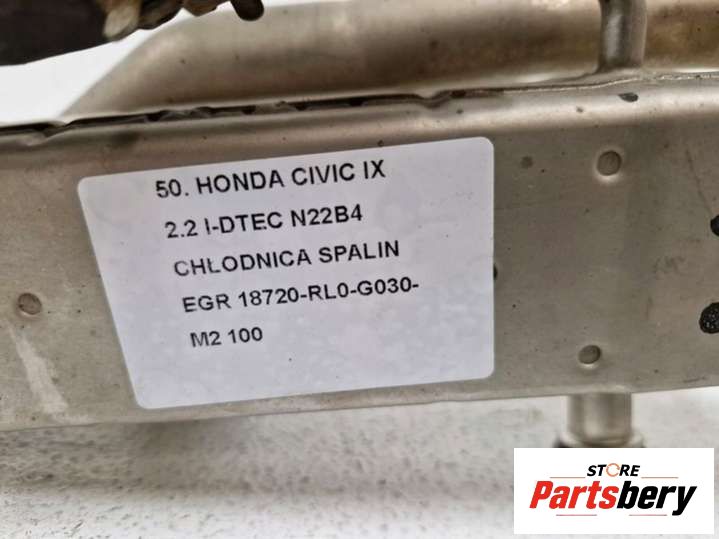 50. HONDA CIVIC IX
2.2 I-DTEC N22B4
CHŁODNICA SPALIN
EGR 18720-RL0-G030-
M2 100
STORE
Partsbery